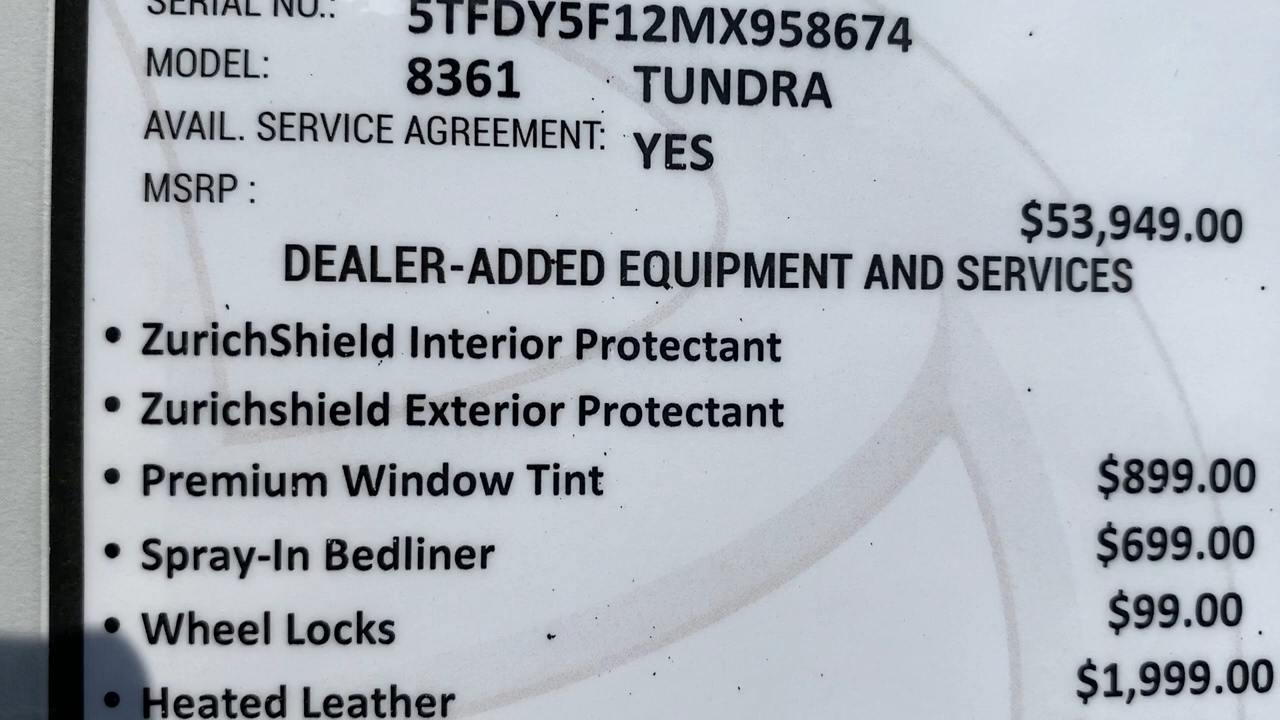 SERIAL NO.: 5TFDY5F12MX958674
MODEL: 8361 TUNDRA
AVAIL. SERVICE AGREEMENT: YES
MSRP : $53,949.00
DEALER-ADDED EQUIPMENT AND SERVICES
• ZurichShield Interior Protectant
• Zurichshield Exterior Protectant
• Premium Window Tint $899.00
• Spray-In Bedliner $699.00
• Wheel Locks $99.00
• Heated Leather $1,999.00